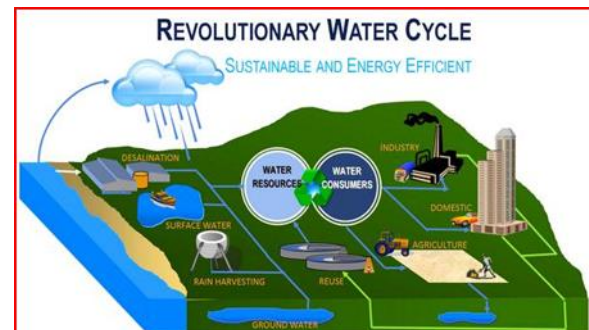 REVOLUTIONARY WATER CYCLE
SUSTAINABLE AND ENERGY EFFICIENT
INDUSTRY
DESALINATION
WATER
RESOURCES
WATER
CONSUMERS
DOMESTIC
SURFACE WATER
AGRICULTURE
RAIN HARVESTING
REUSE
GROUND WATER